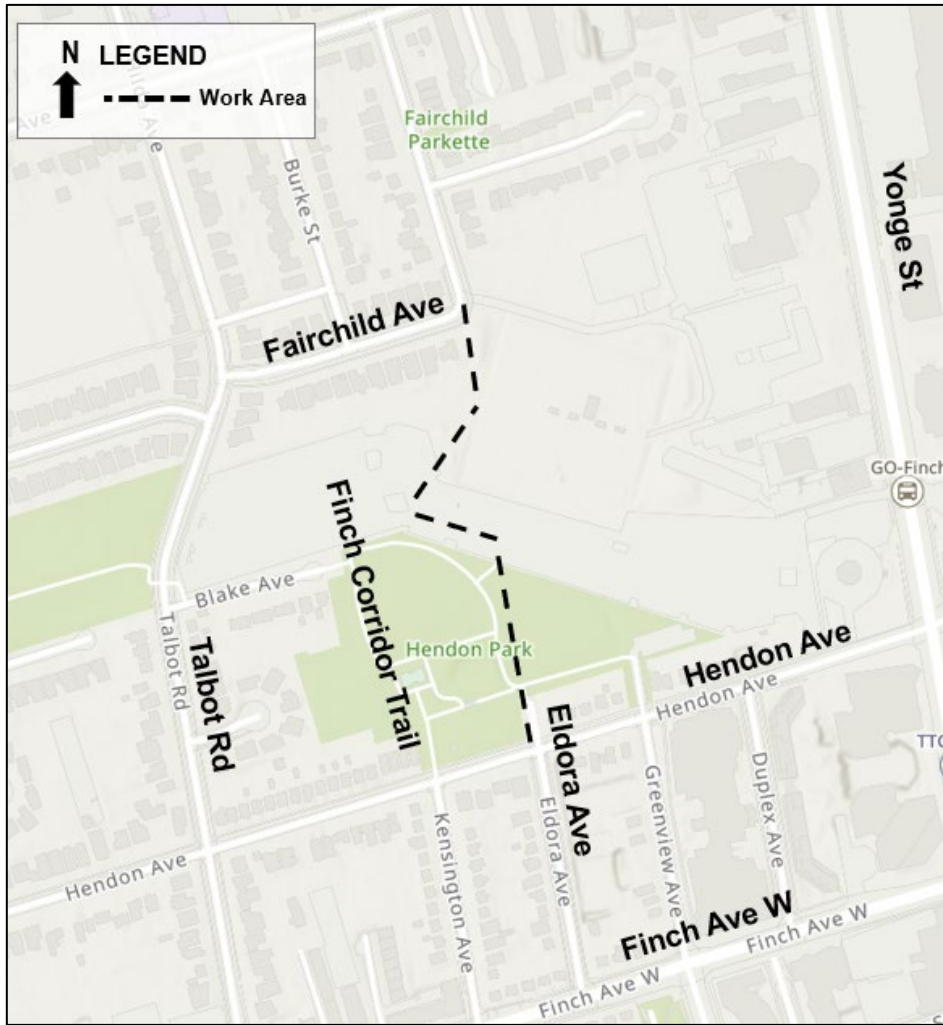 N LEGEND
Work Area
Ave
Ave
Fairchild
Parkette
Burke St
Yonge St
Fairchild Ave
GO-Finch
Finch Corridor Trail
Blake Ave
Talbot Rd
Talbot Rd
Hendon Park
Hendon Ave
Hendon Ave
Eldora Ave
Eldora Ave
Greenview Ave
Duplex Ave
TTC
Hendon Ave
Kensington Ave
Finch Ave W
Finch Ave W
Finch Ave W
S